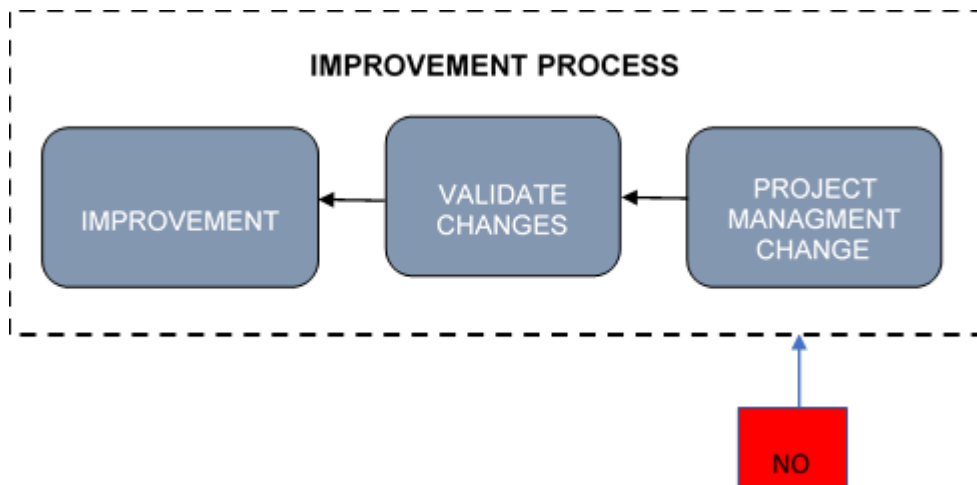 IMPROVEMENT PROCESS
IMPROVEMENT
VALIDATE
CHANGES
PROJECT
MANAGMENT
CHANGE
NO